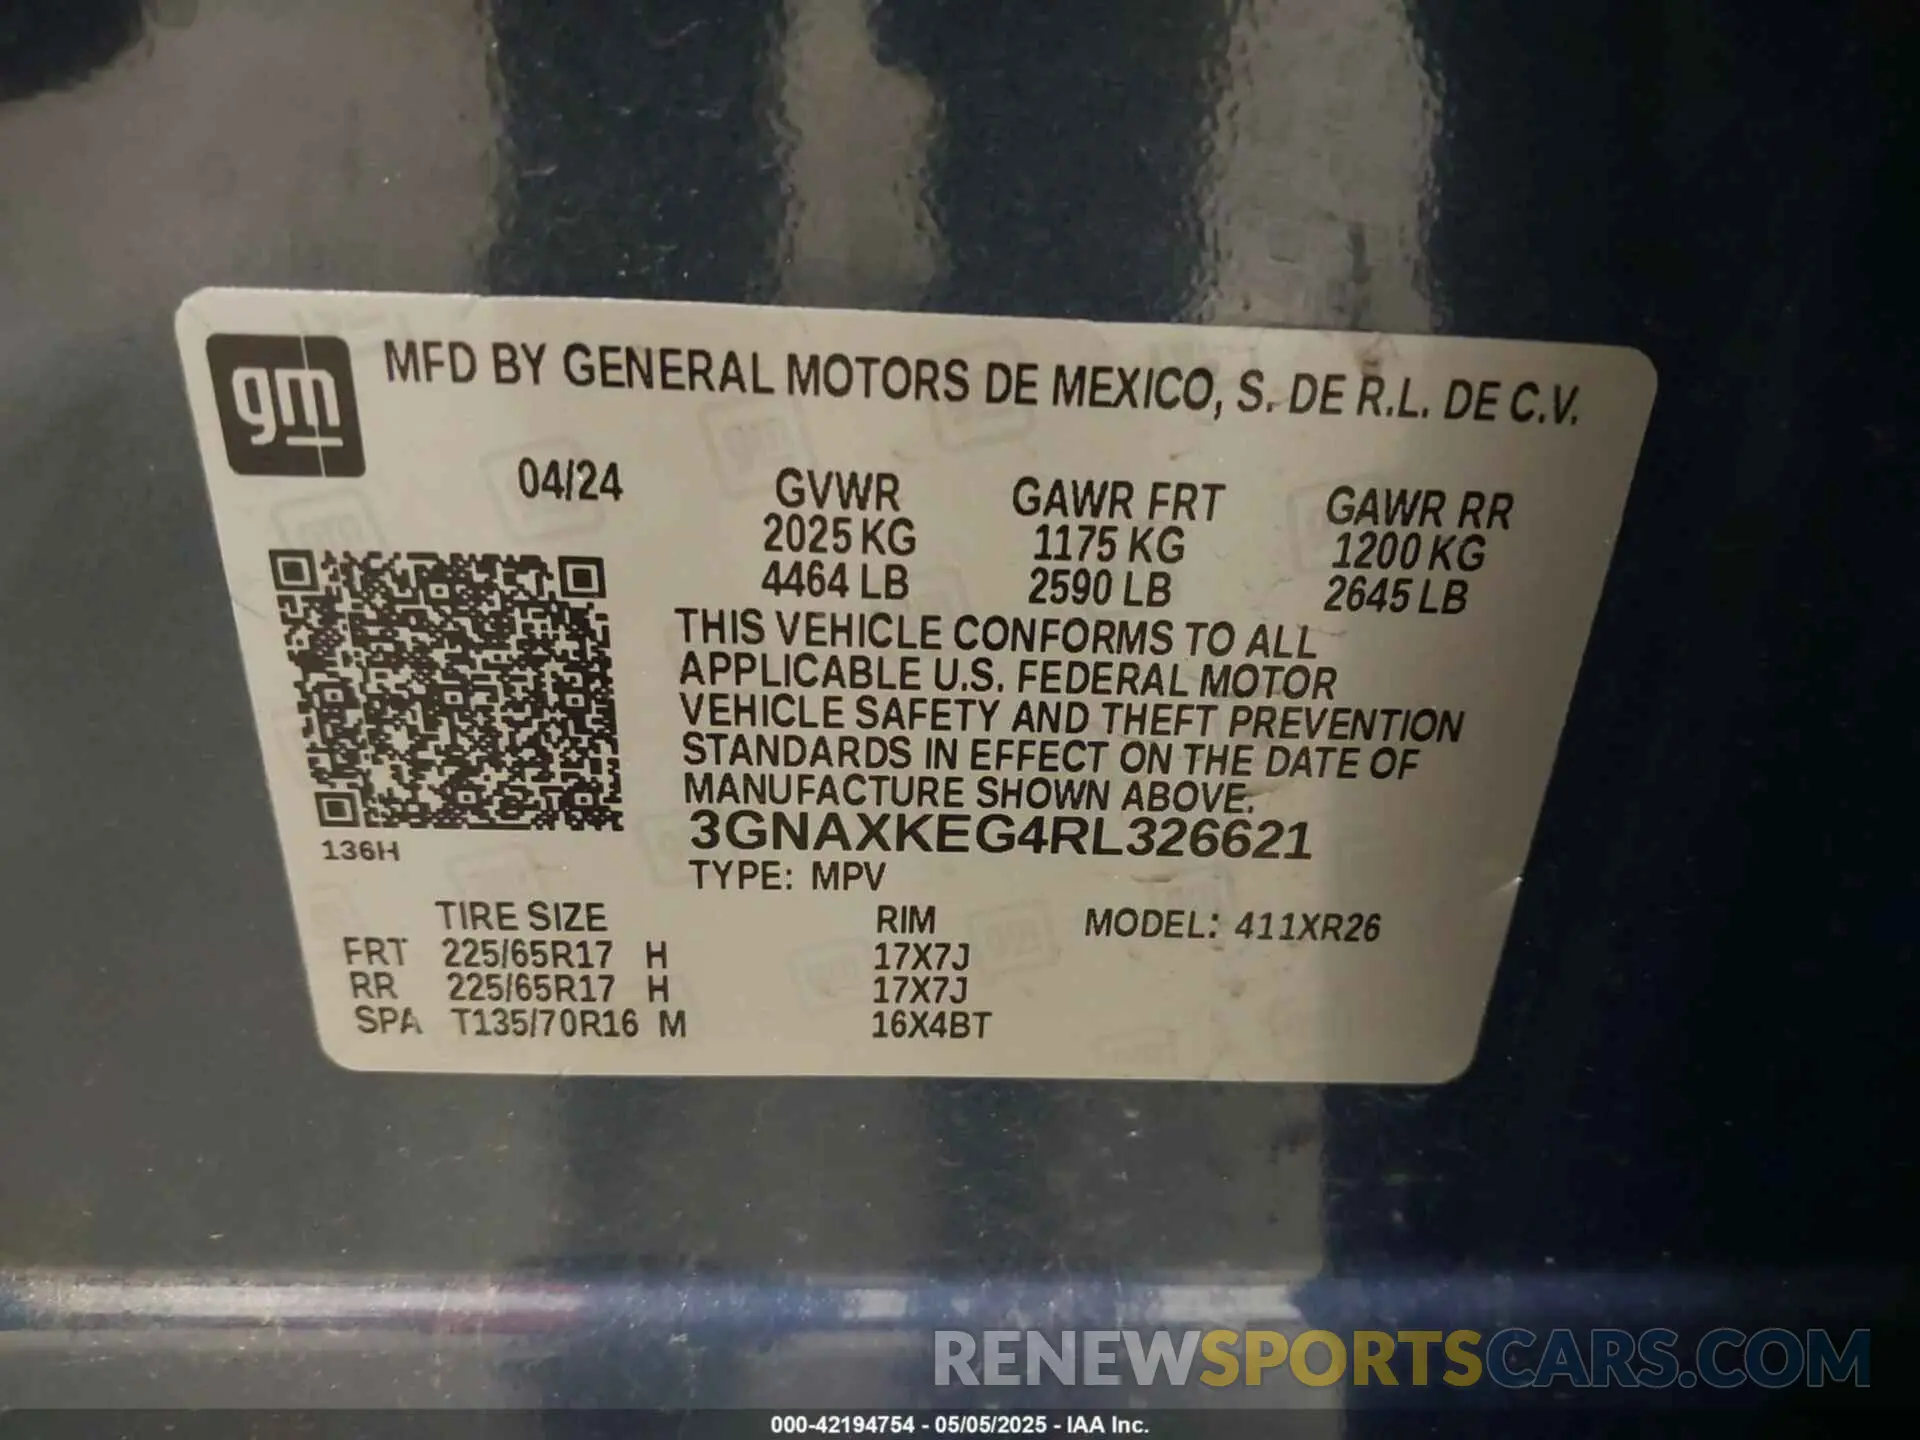 gm
MFD BY GENERAL MOTORS DE MEXICO, S. DE R.L. DE C.V.
04/24 GVWR GAWR FRT GAWR RR
2025 KG 1175 KG 1200 KG
4464 LB 2590 LB 2645 LB
THIS VEHICLE CONFORMS TO ALL
APPLICABLE U.S. FEDERAL MOTOR
VEHICLE SAFETY AND THEFT PREVENTION
STANDARDS IN EFFECT ON THE DATE OF
MANUFACTURE SHOWN ABOVE.
3GNAXKEG4RL326621
136H
TYPE: MPV
TIRE SIZE RIM MODEL: 411XR26
FRT 225/65R17 H 17X7J
RR 225/65R17 H 17X7J
SPA T135/70R16 M 16X4BT
RENEWSPORTSCARS.COM
000-42194754 - 05/05/2025 - IAA Inc.